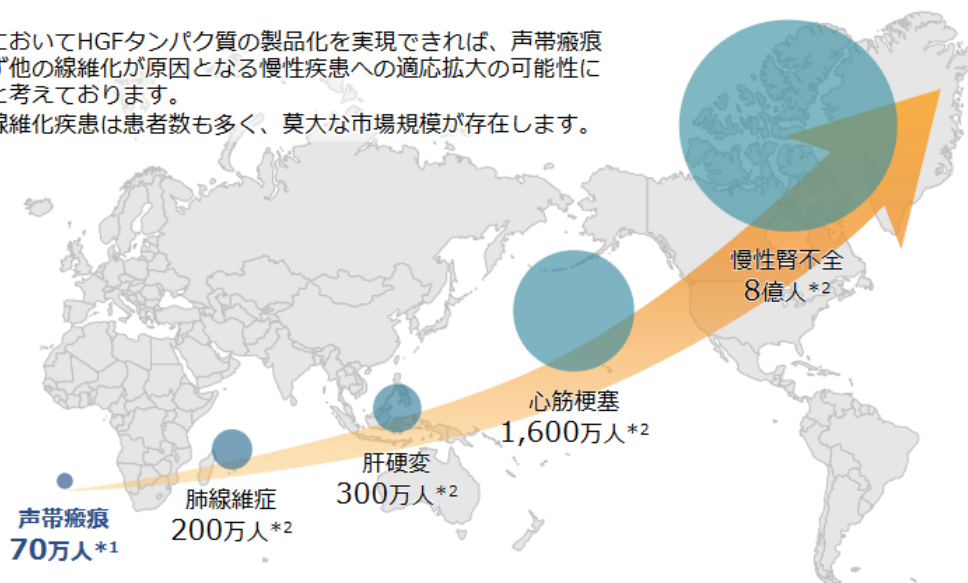 においてHGFタンパク質の製品化を実現できれば、声帯瘢痕
ず他の線維化が原因となる慢性疾患への適応拡大の可能性に
と考えております。
線維化疾患は患者数も多く、莫大な市場規模が存在します。
慢性腎不全
8億人*2
心筋梗塞
1,600万人*2
肝硬変
300万人*2
肺線維症
200万人*2
声帯瘢痕
70万人*1